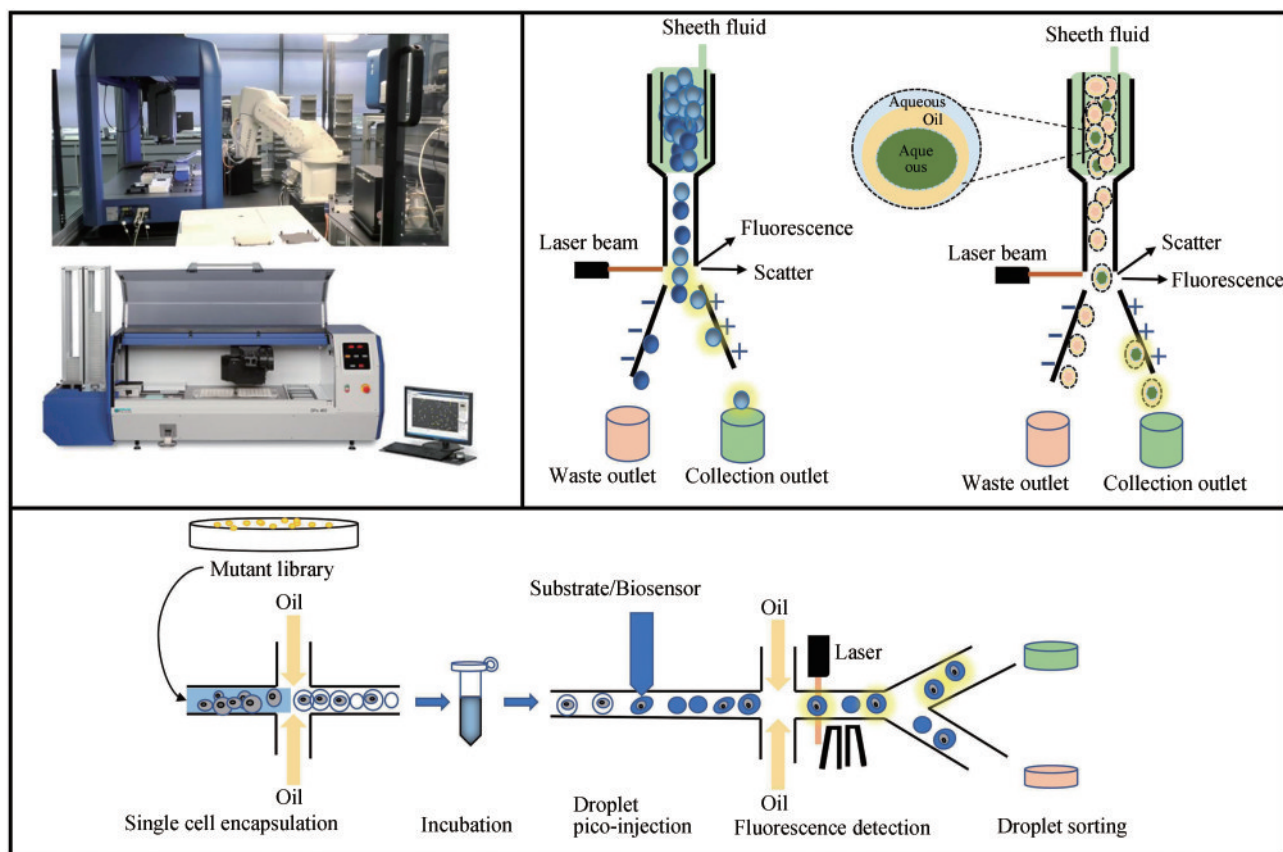 Sheeth fluid
Sheeth fluid
Aqueous
Oil
Aque
ous
Fluorescence
Laser beam
Scatter
Scatter
Laser beam
Fluorescence
Waste outlet
Collection outlet
Waste outlet
Collection outlet
Mutant library
Oil
Substrate/Biosensor
Oil
Laser
Oil
Oil
Single cell encapsulation
Incubation
Droplet
pico-injection
Fluorescence detection
Droplet sorting